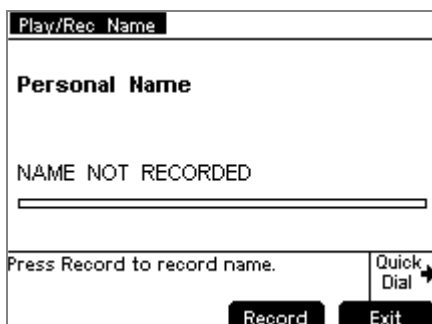 Play/Rec Name
Personal Name
NAME NOT RECORDED
Press Record to record name.
Quick
Dial
Record Exit